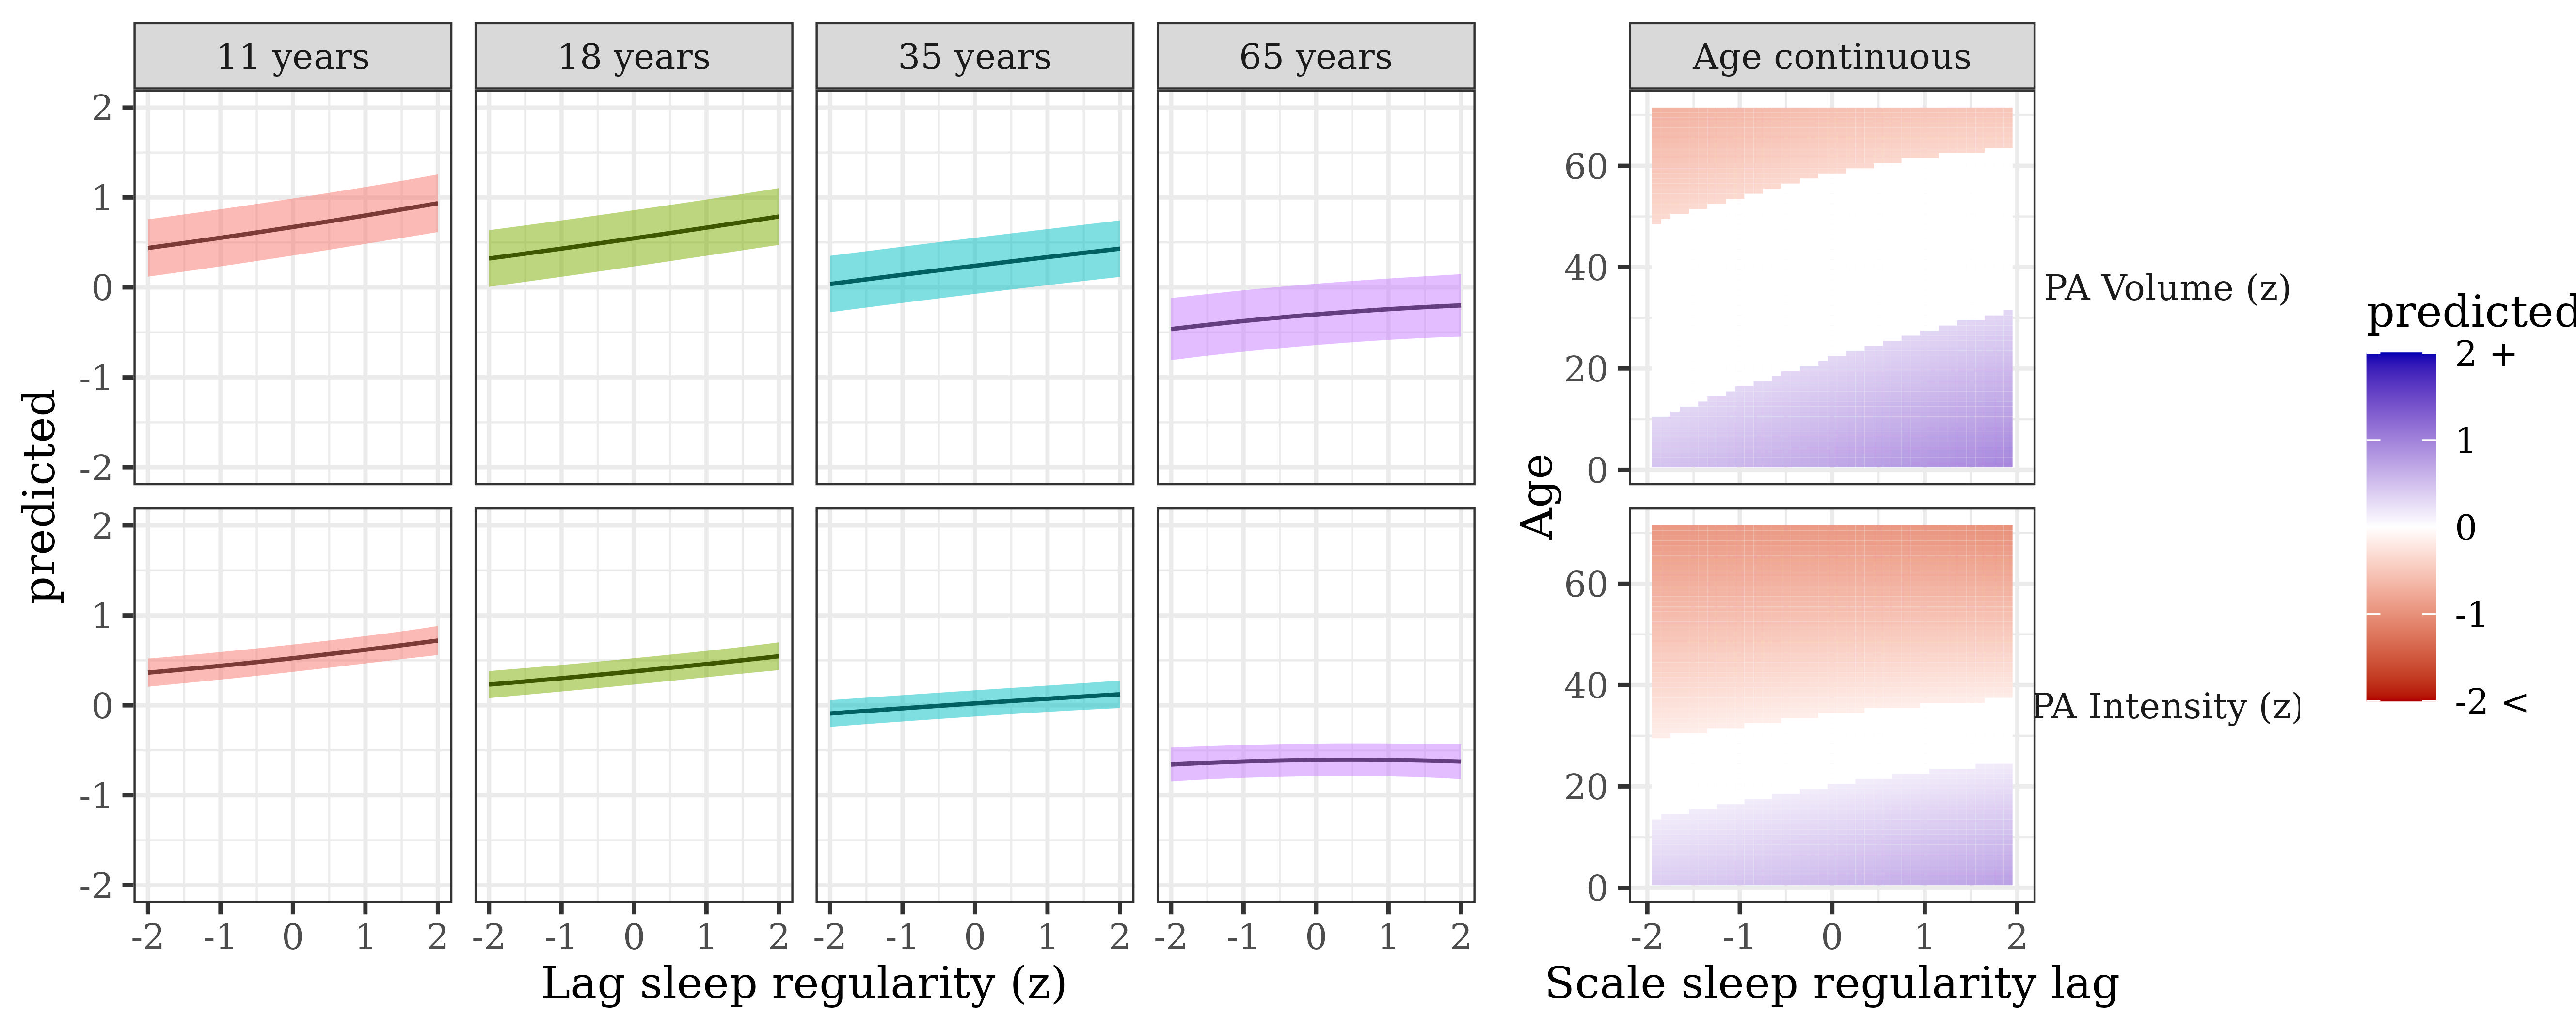 11 years
18 years
35 years
65 years
Age continuous
predicted
2
1
0
-1
-2
2
1
0
-1
-2
-2 -1 0 1 2
-2 -1 0 1 2
-2 -1 0 1 2
-2 -1 0 1 2
Lag sleep regularity (z)
Age
60
40
20
0
60
40
20
0
-2 -1 0 1 2
Scale sleep regularity lag
PA Volume (z)
PA Intensity (z)
predicted
2 +
1
0
-1
-2 <